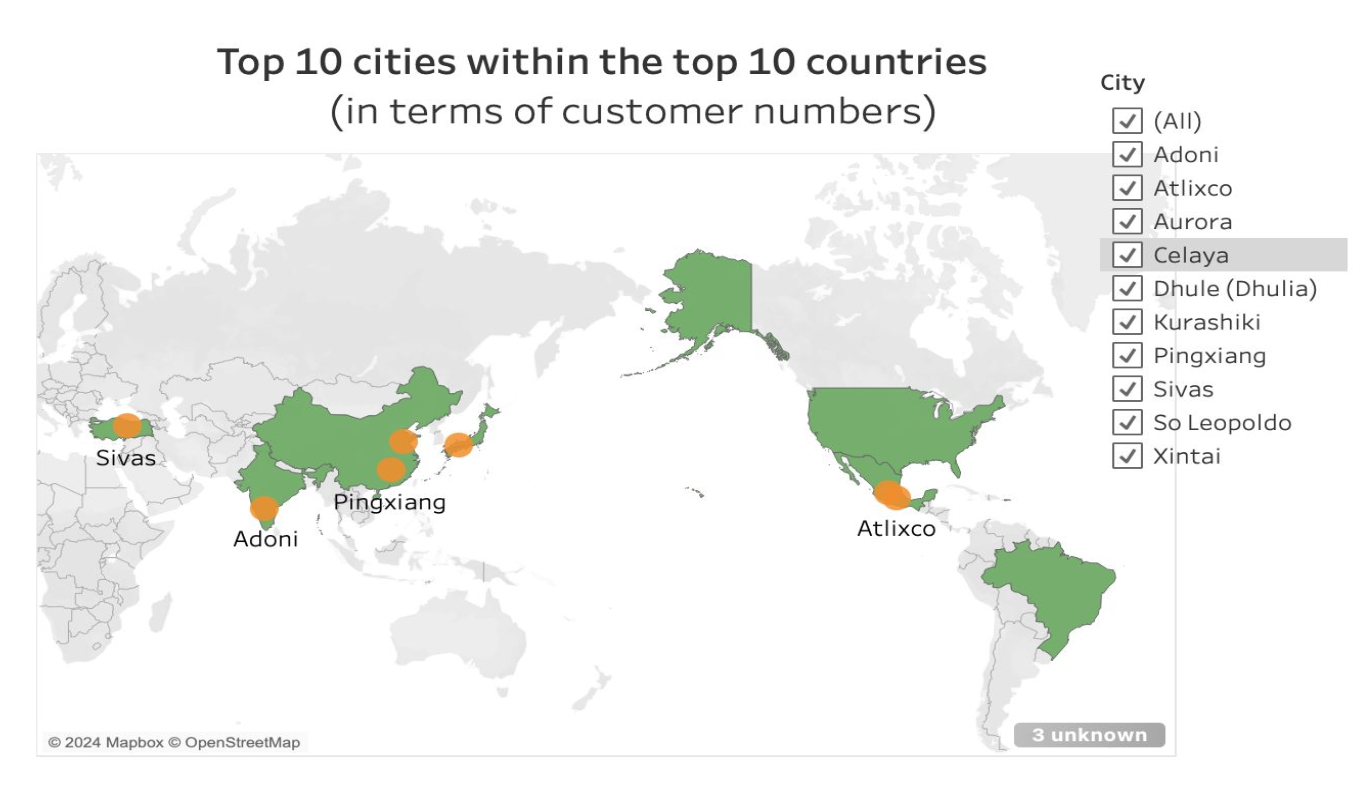 Top 10 cities within the top 10 countries
(in terms of customer numbers)
City
(All)
Adoni
Atlixco
Aurora
Celaya
Dhule (Dhulia)
Kurashiki
Pingxiang
Sivas
So Leopoldo
Xintai
Sivas
Pingxiang
Adoni
Atlixco
© 2024 Mapbox © OpenStreetMap
3 unknown